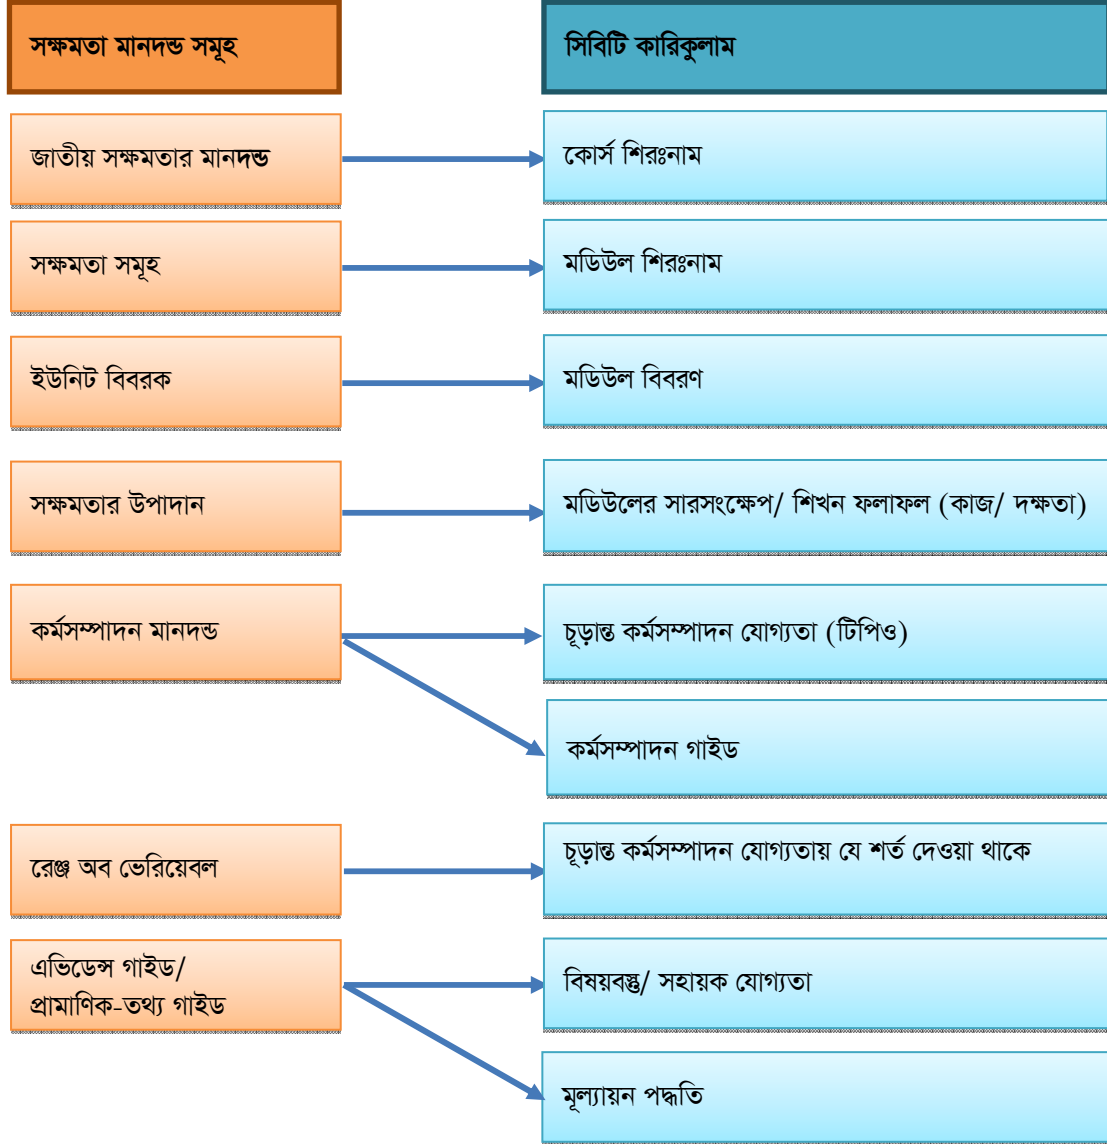 সক্ষমতা মানদন্ড সমূহ
সিবিটি কারিকুলাম
জাতীয় সক্ষমতার মানদন্ড
কোর্স শিরঃনাম
সক্ষমতা সমূহ
মডিউল শিরঃনাম
ইউনিট বিবরক
মডিউল বিবরণ
সক্ষমতার উপাদান
মডিউলের সারসংক্ষেপ/ শিখন ফলাফল (কাজ/ দক্ষতা)
কর্মসম্পাদন মানদন্ড
চূড়ান্ত কর্মসম্পাদন যোগ্যতা (টিপিও)
কর্মসম্পাদন গাইড
রেঞ্জ অব ভেরিয়েবল
চূড়ান্ত কর্মসম্পাদন যোগ্যতায় যে শর্ত দেওয়া থাকে
এভিডেন্স গাইড/
প্রামাণিক-তথ্য গাইড
বিষয়বস্তু/ সহায়ক যোগ্যতা
মূল্যায়ন পদ্ধতি